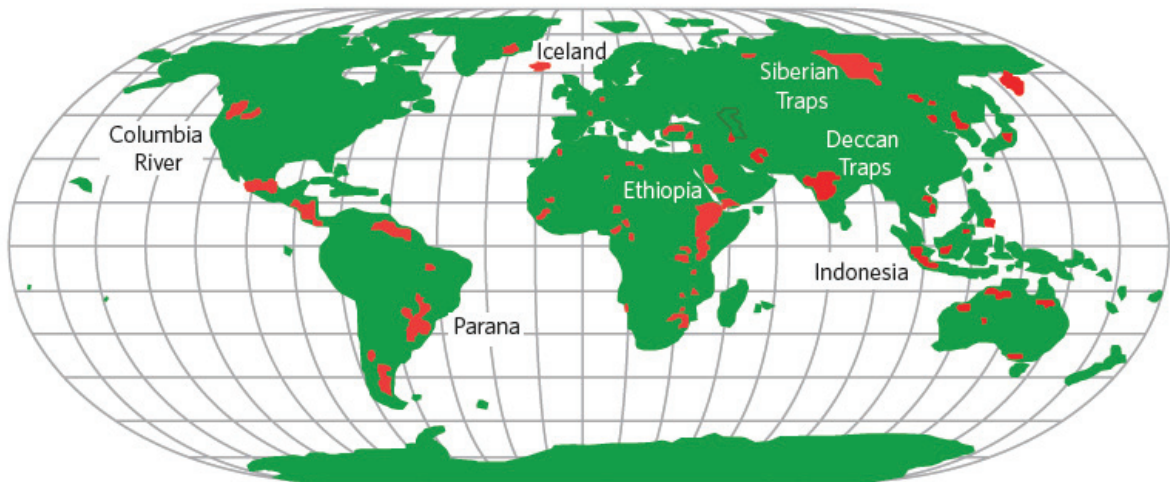 Iceland
Siberian
Traps
Columbia
River
Deccan
Traps
Ethiopia
Indonesia
Parana